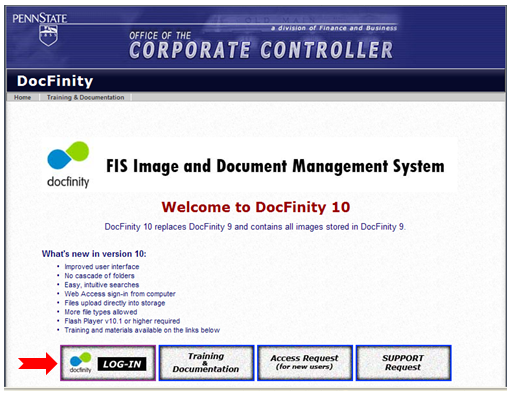 PENNSTATE
1855
a division of Finance and Business
OFFICE OF THE
CORPORATE CONTROLLER
DocFinity
Home Training & Documentation
docfinity
FIS Image and Document Management System
Welcome to DocFinity 10
DocFinity 10 replaces DocFinity 9 and contains all images stored in DocFinity 9.
What's new in version 10:
• Improved user interface
• No cascade of folders
• Easy, intuitive searches
• Web Access sign-in from computer
• Files upload directly into storage
• More file types allowed
• Flash Player v10.1 or higher required
• Training and materials available on the links below
docfinity LOG-IN
Training
&
Documentation
Access Request
(for new users)
SUPPORT
Request